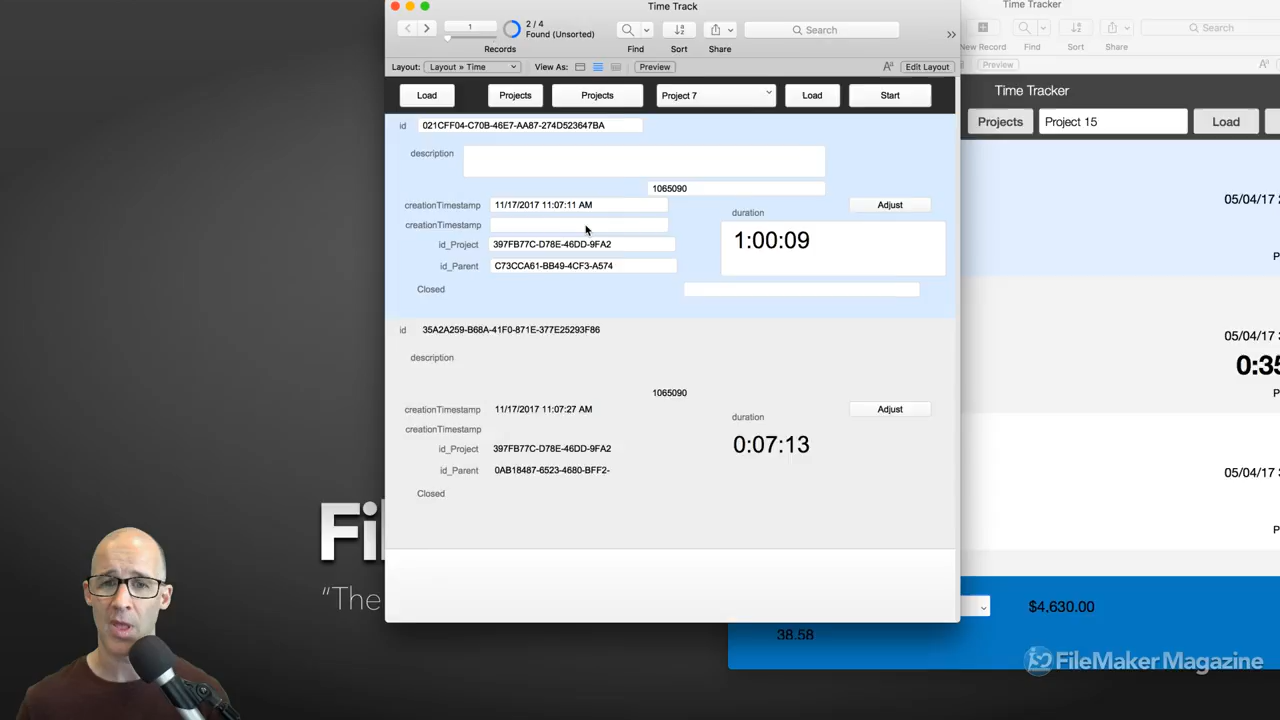 Time Track
Time Tracker
1
2 / 4
Found (Unsorted)
Records
Find
Sort
Share
Search
New Record
Find
Sort
Share
Search
Layout:
Layout » Time
View As:
Preview
Edit Layout
Preview
Load
Projects
Projects
Project 7
Load
Start
Time Tracker
Projects
Project 15
Load
id
021CFF04-C70B-46E7-AA87-274D523647BA
description
1065090
creationTimestamp
11/17/2017 11:07:11 AM
Adjust
duration
creationTimestamp
1:00:09
id_Project
397FB77C-D78E-46DD-9FA2
id_Parent
C73CCA61-BB49-4CF3-A574
Closed
05/04/17
id
35A2A259-B68A-41F0-871E-377E25293F86
description
1065090
creationTimestamp
11/17/2017 11:07:27 AM
Adjust
duration
creationTimestamp
0:07:13
id_Project
397FB77C-D78E-46DD-9FA2
id_Parent
0AB18487-6523-4680-BFF2-
Closed
05/04/17
0:35
05/04/17
Fil
"The
$4,630.00
38.58
FileMaker Magazine